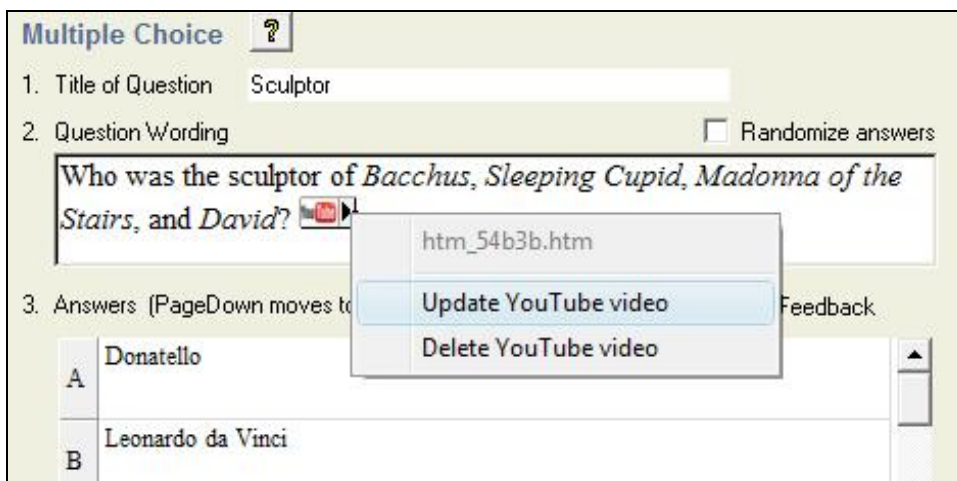 Multiple Choice ?
1. Title of Question Sculptor
2. Question Wording Randomize answers
Who was the sculptor of Bacchus, Sleeping Cupid, Madonna of the
Stairs, and David? YouTube
htm_54b3b.htm
Update YouTube video
Delete YouTube video
3. Answers (PageDown moves to Feedback
A Donatello
B Leonardo da Vinci